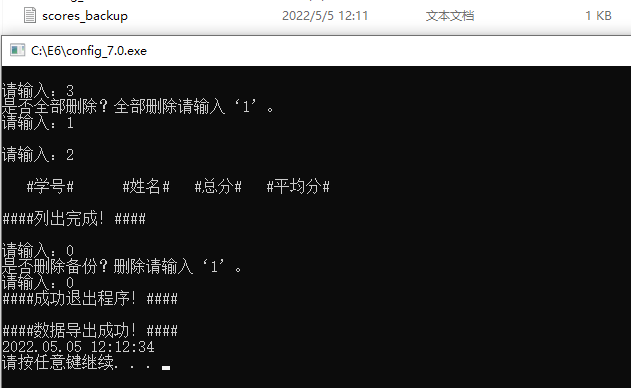 scores_backup 2022/5/5 12:11 文本文档 1 KB
C:\E6\config_7.0.exe
请输入：3
是否全部删除？全部删除请输入‘1’。
请输入：1
请输入：2
#学号# #姓名# #总分# #平均分#
####列出完成！####
请输入：0
是否删除备份？删除请输入‘1’。
请输入：0
####成功退出程序！####
####数据导出成功！####
2022.05.05 12:12:34
请按任意键继续. . .